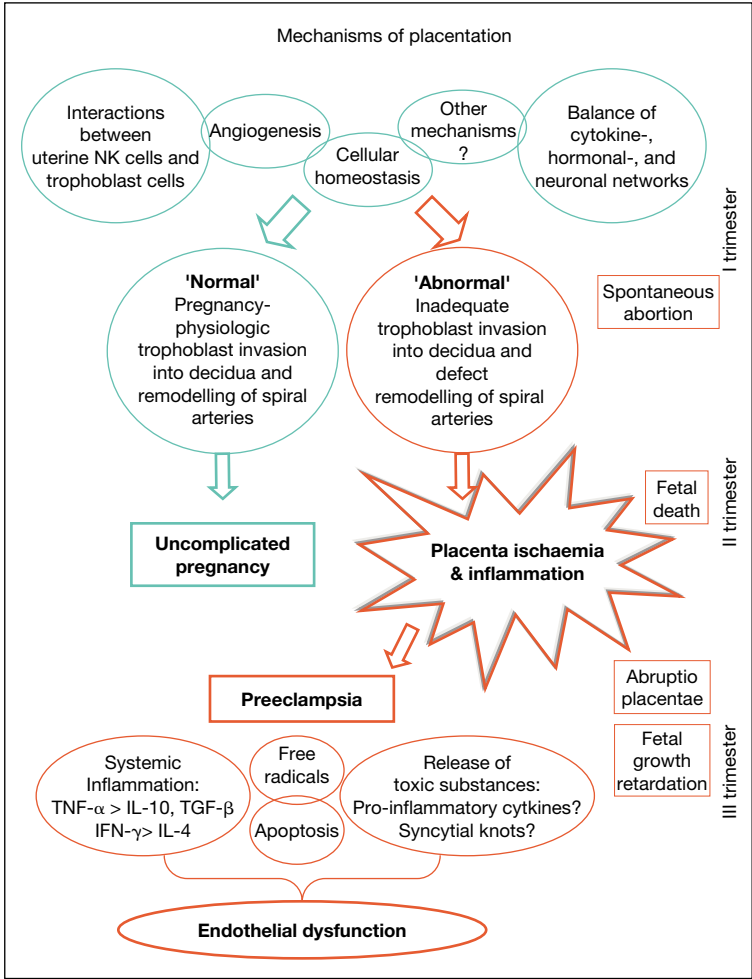 Mechanisms of placentation
Interactions
between
uterine NK cells and
trophoblast cells
Angiogenesis
Cellular
homeostasis
Other
mechanisms
?
Balance of
cytokine-,
hormonal-, and
neuronal networks
I trimester
'Normal'
Pregnancy-
physiologic
trophoblast invasion
into decidua and
remodelling of spiral
arteries
'Abnormal'
Inadequate
trophoblast invasion
into decidua and
defect
remodelling of spiral
arteries
Spontaneous
abortion
Uncomplicated
pregnancy
Placenta ischaemia
& inflammation
Fetal
death
II trimester
Preeclampsia
Abruptio
placentae
Fetal
growth
retardation
III trimester
Systemic
Inflammation:
TNF-α > IL-10, TGF-β
IFN-γ> IL-4
Free
radicals
Apoptosis
Release of
toxic substances:
Pro-inflammatory cytkines?
Syncytial knots?
Endothelial dysfunction